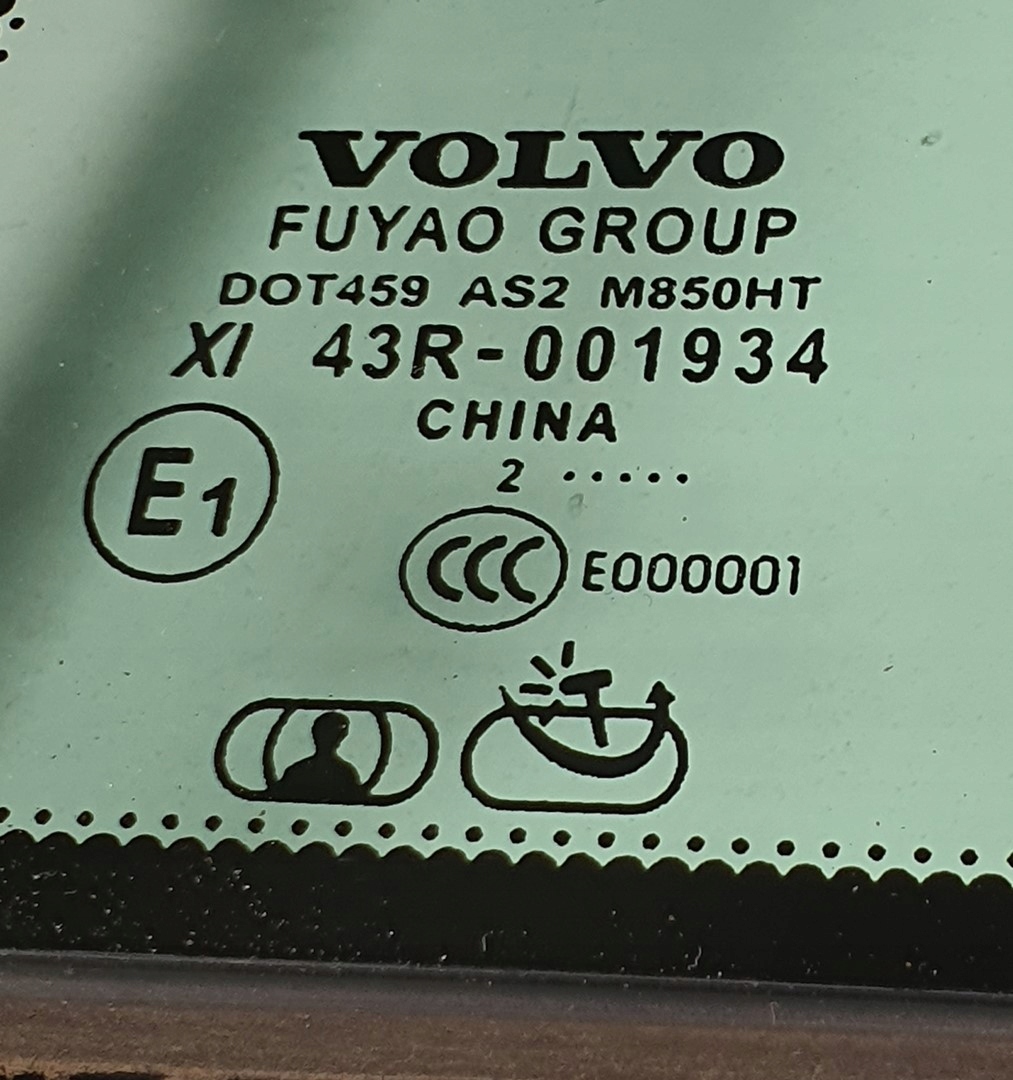 VOLVO
FUYAO GROUP
DOT459 AS2 M850HT
XI 43R-001934
CHINA
2 ·····
E1
CCC E000001